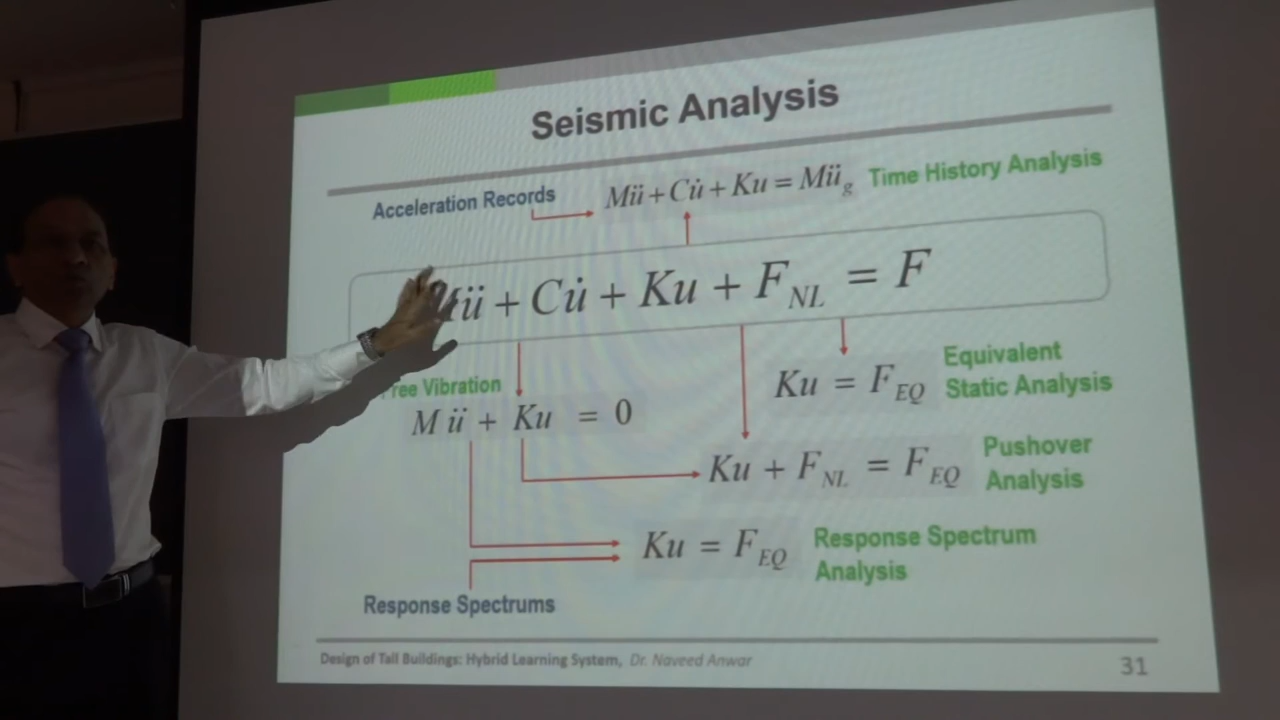 Seismic Analysis
Acceleration Records
Mü + Cu̇ + Ku = Mü_g
Time History Analysis
Mü + Cu̇ + Ku + F_NL = F
Free Vibration
M ü + Ku = 0
Ku = F_EQ
Equivalent
Static Analysis
Ku + F_NL = F_EQ
Pushover
Analysis
Ku = F_EQ
Response Spectrum
Analysis
Response Spectrums
Design of Tall Buildings: Hybrid Learning System, Dr. Naveed Anwar
31